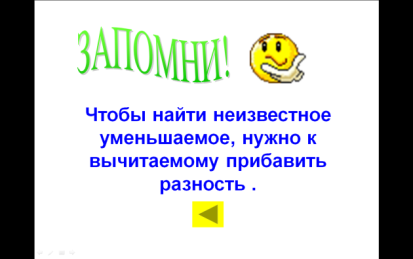 ЗАПОМНИ!
Чтобы найти неизвестное
уменьшаемое, нужно к
вычитаемому прибавить
разность .